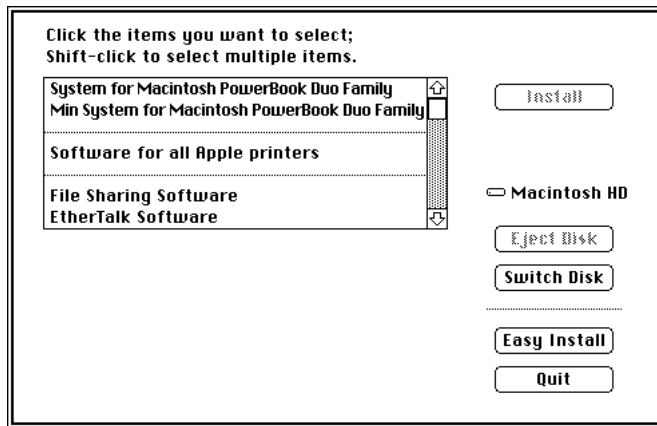 Click the items you want to select;
Shift-click to select multiple items.
System for Macintosh PowerBook Duo Family
Min System for Macintosh PowerBook Duo Family
Software for all Apple printers
File Sharing Software
EtherTalk Software
Install
Macintosh HD
Eject Disk
Switch Disk
Easy Install
Quit